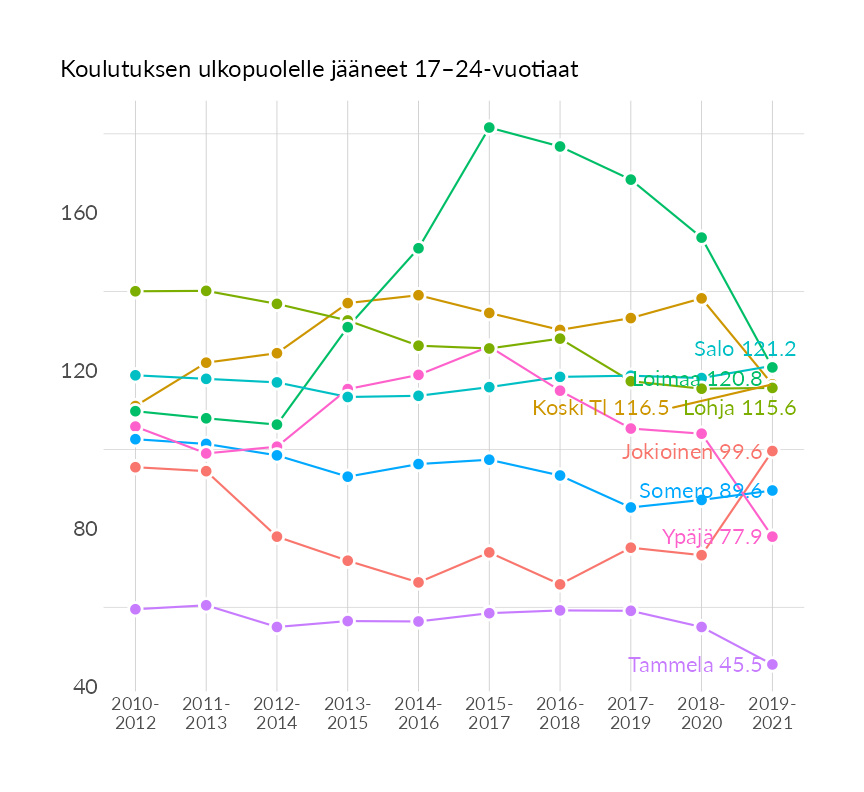 Koulutuksen ulkopuolelle jääneet 17–24-vuotiaat
160
120
80
40
Salo 121.2
Loimaa 120.8
Koski Tl 116.5
Lohja 115.6
Jokioinen 99.6
Somero 89.6
Ypäjä 77.9
Tammela 45.5
2010-
2012
2011-
2013
2012-
2014
2013-
2015
2014-
2016
2015-
2017
2016-
2018
2017-
2019
2018-
2020
2019-
2021